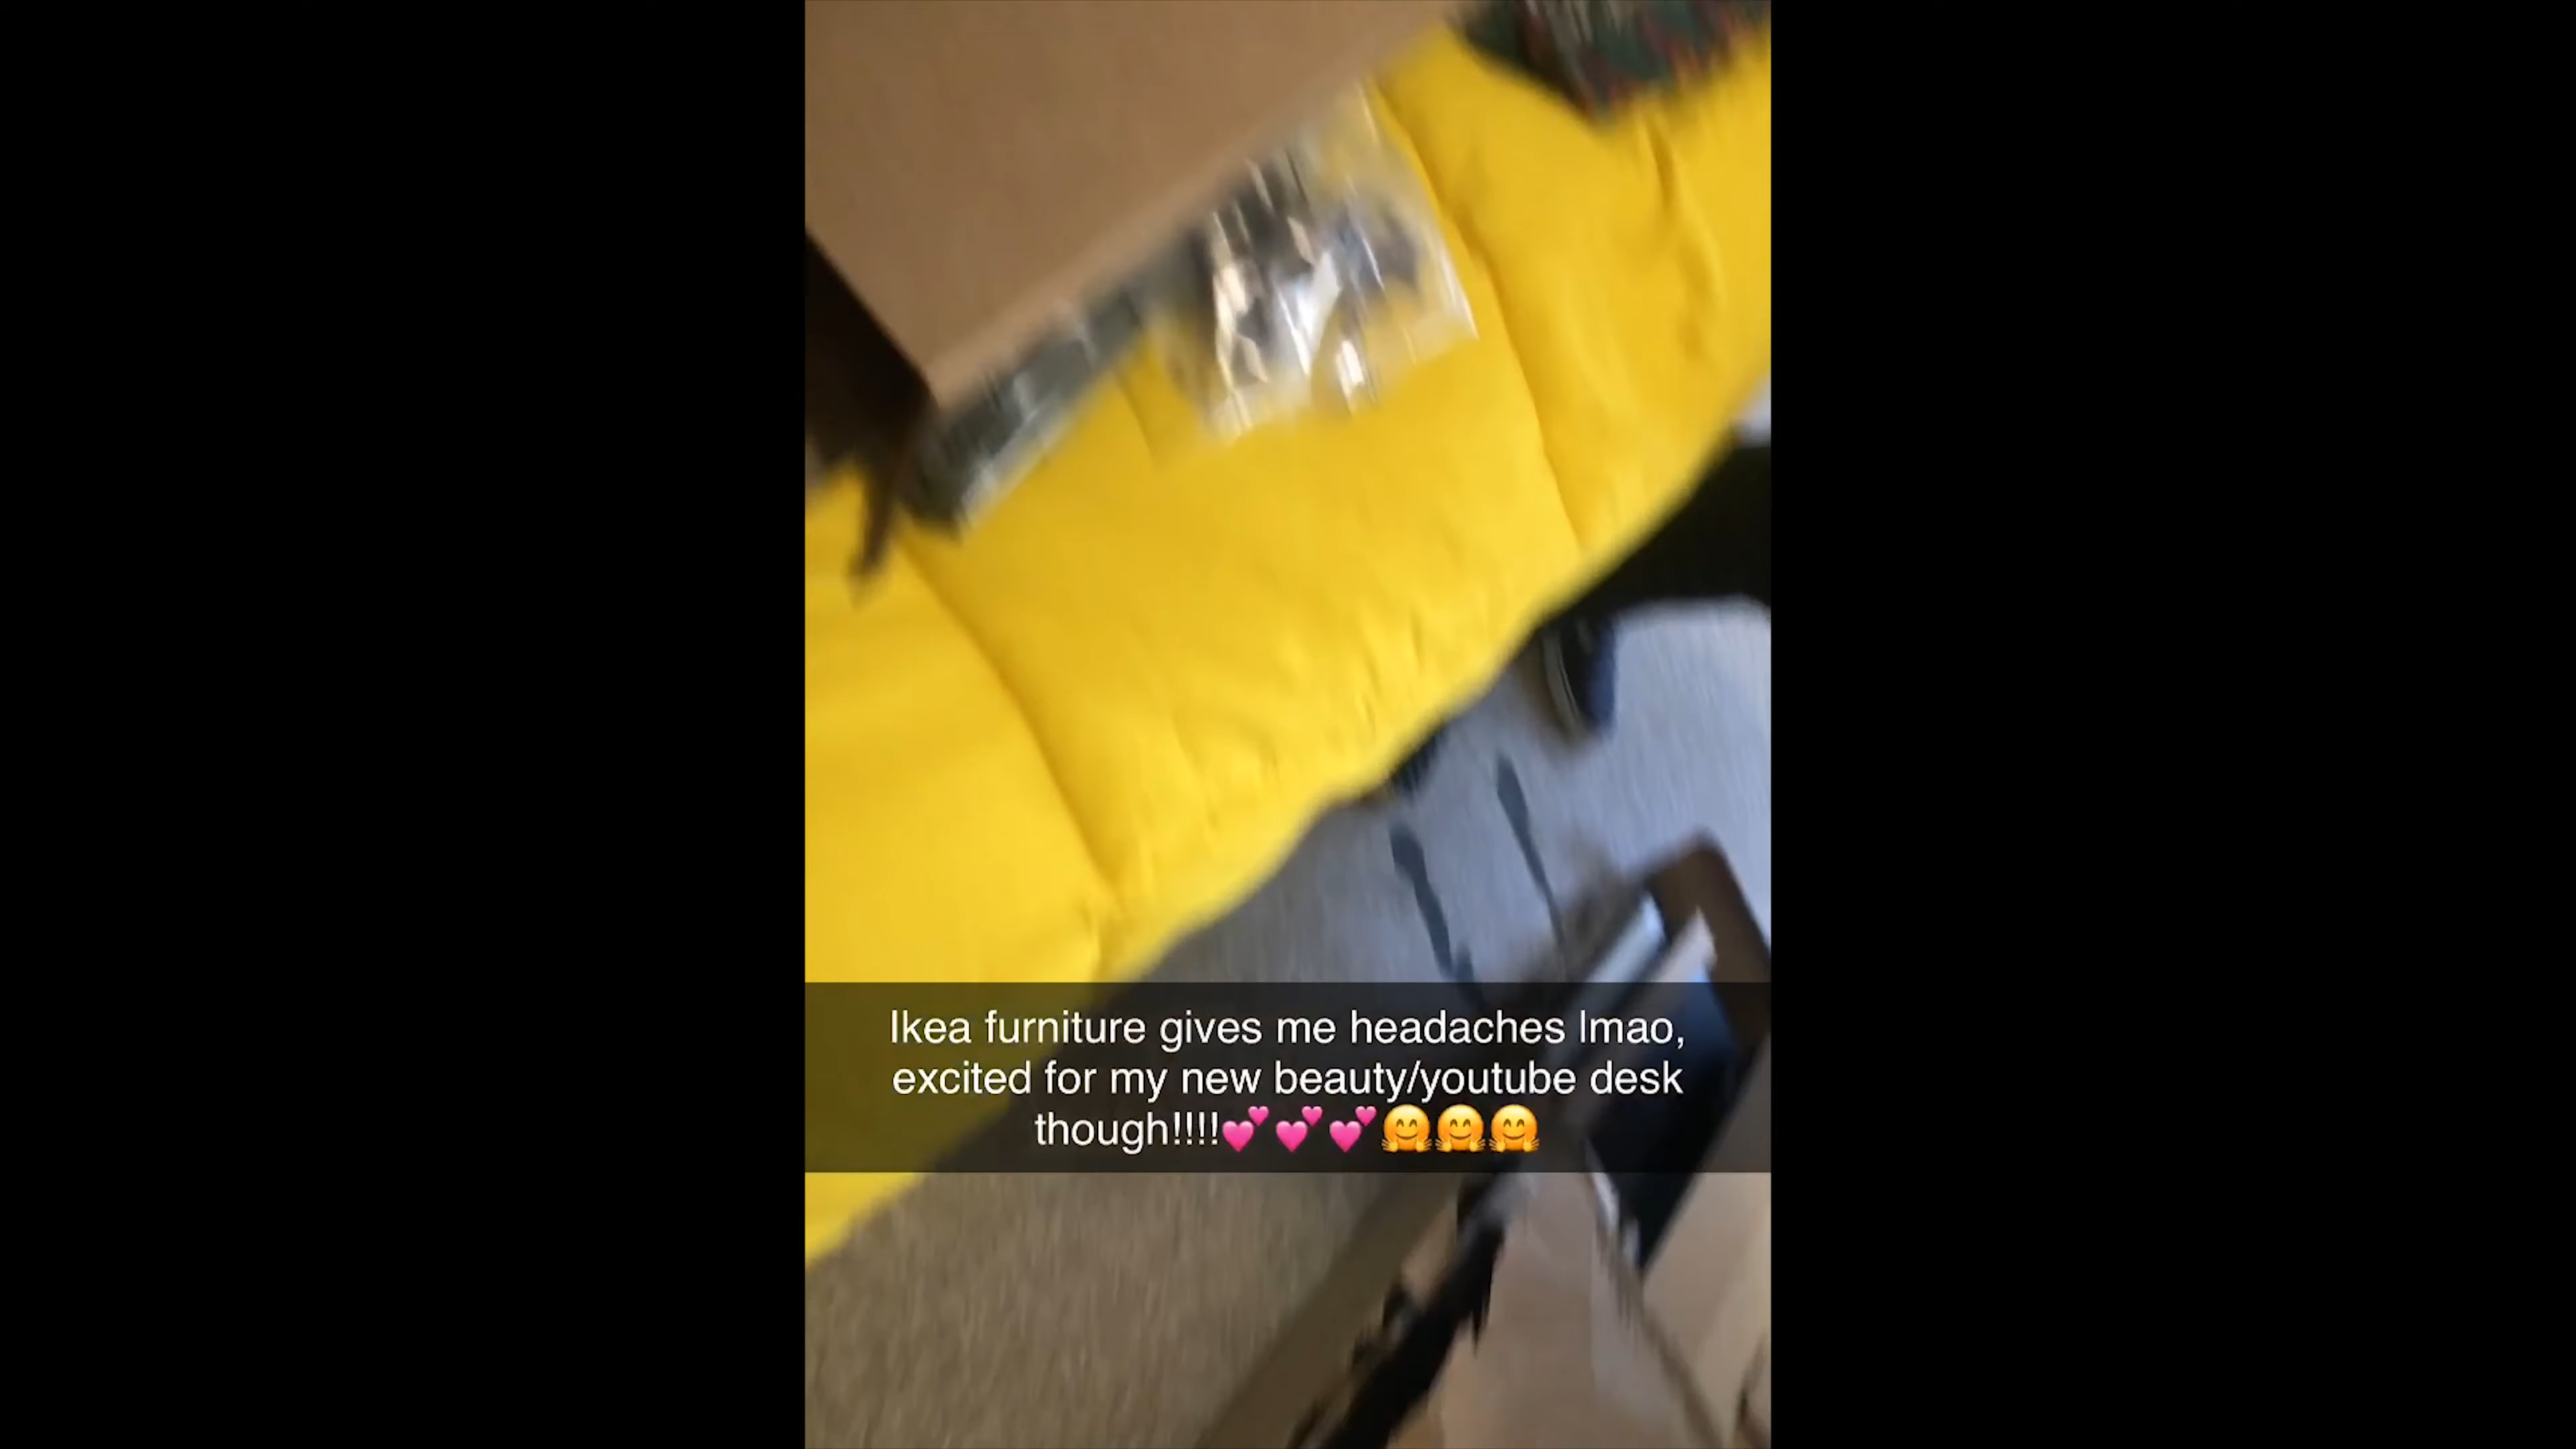 Ikea furniture gives me headaches lmao,
excited for my new beauty/youtube desk
though!!!!💕💕💕🤗🤗🤗